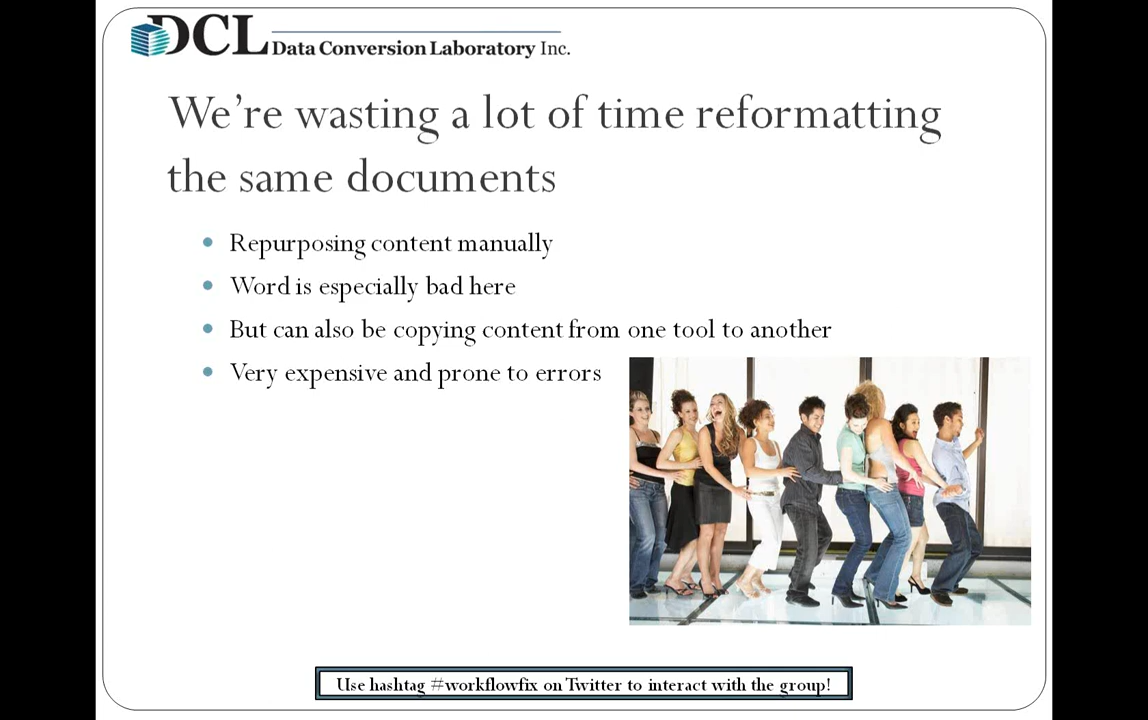 DCL Data Conversion Laboratory Inc.
We're wasting a lot of time reformatting
the same documents
• Repurposing content manually
• Word is especially bad here
• But can also be copying content from one tool to another
• Very expensive and prone to errors
Use hashtag #workflowfix on Twitter to interact with the group!